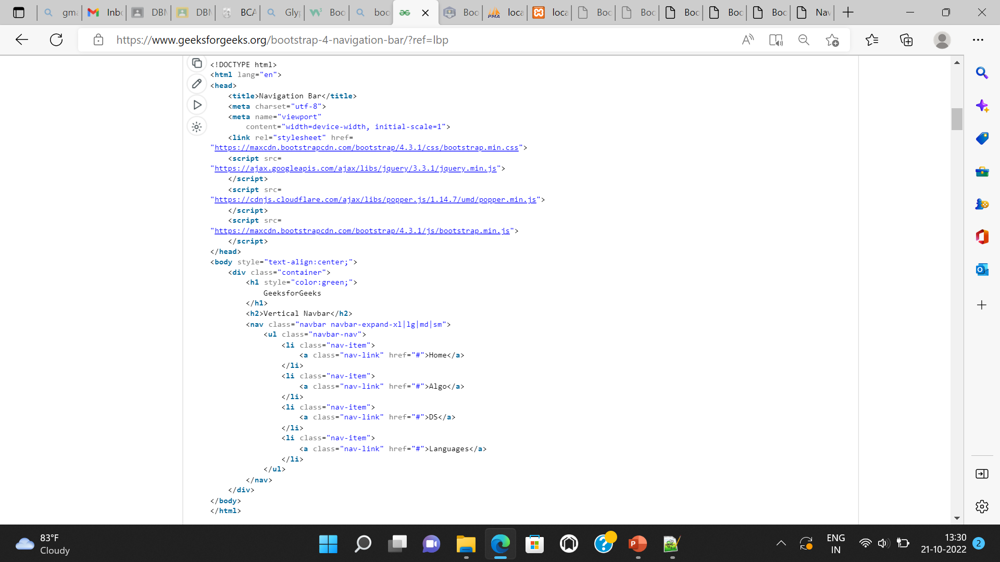 gma
Inbo
DBM
DBM
BCA
Glyp
Boo
boo
Boo
loca
loca
Boo
Boo
Boo
Boo
Boo
Nav
https://www.geeksforgeeks.org/bootstrap-4-navigation-bar/?ref=lbp
<!DOCTYPE html>
<html lang="en">
<head>
    <title>Navigation Bar</title>
    <meta charset="utf-8">
    <meta name="viewport"
        content="width=device-width, initial-scale=1">
    <link rel="stylesheet" href=
"https://maxcdn.bootstrapcdn.com/bootstrap/4.3.1/css/bootstrap.min.css">
    <script src=
"https://ajax.googleapis.com/ajax/libs/jquery/3.3.1/jquery.min.js">
    </script>
    <script src=
"https://cdnjs.cloudflare.com/ajax/libs/popper.js/1.14.7/umd/popper.min.js">
    </script>
    <script src=
"https://maxcdn.bootstrapcdn.com/bootstrap/4.3.1/js/bootstrap.min.js">
    </script>
</head>
<body style="text-align:center;">
    <div class="container">
        <h1 style="color:green;">
            GeeksforGeeks
        </h1>
        <h2>Vertical Navbar</h2>
        <nav class="navbar navbar-expand-xl|lg|md|sm">
            <ul class="navbar-nav">
                <li class="nav-item">
                    <a class="nav-link" href="#">Home</a>
                </li>
                <li class="nav-item">
                    <a class="nav-link" href="#">Algo</a>
                </li>
                <li class="nav-item">
                    <a class="nav-link" href="#">DS</a>
                </li>
                <li class="nav-item">
                    <a class="nav-link" href="#">Languages</a>
                </li>
            </ul>
        </nav>
    </div>
</body>
</html>
83°F
Cloudy
ENG
IN
13:30
21-10-2022
2